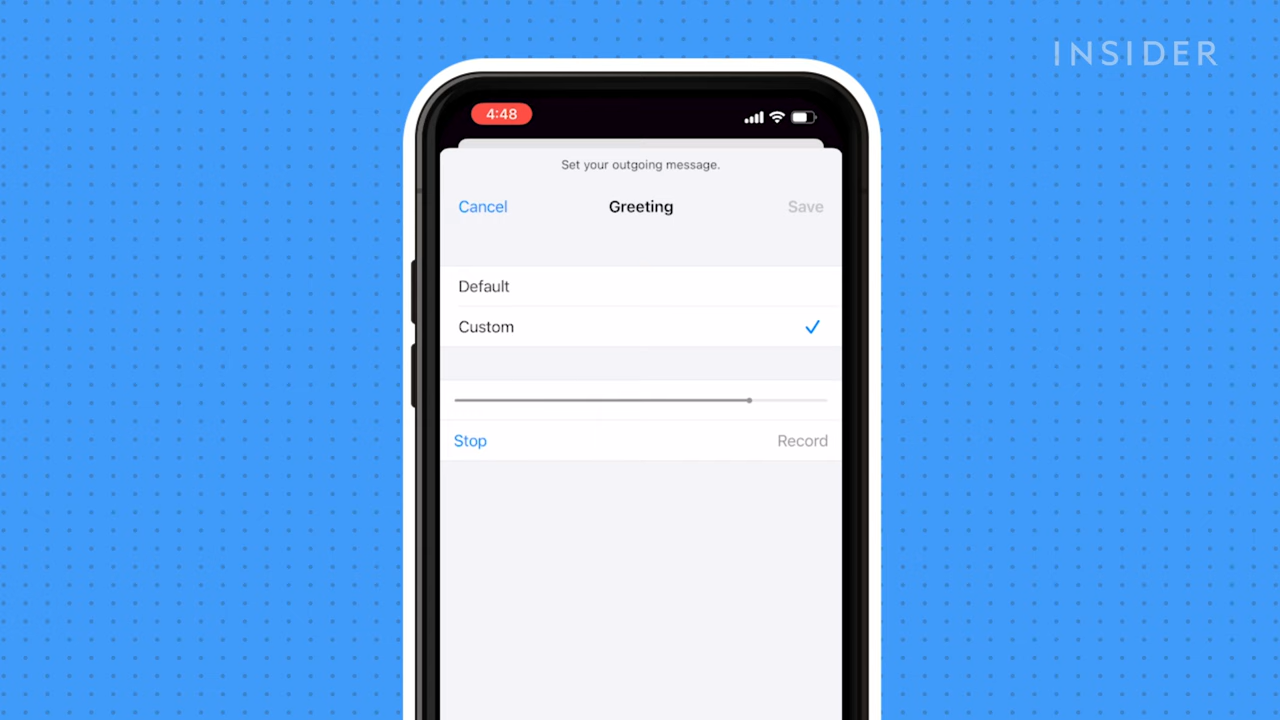 INSIDER
4:48
Set your outgoing message.
Cancel Greeting Save
Default
Custom
Stop Record